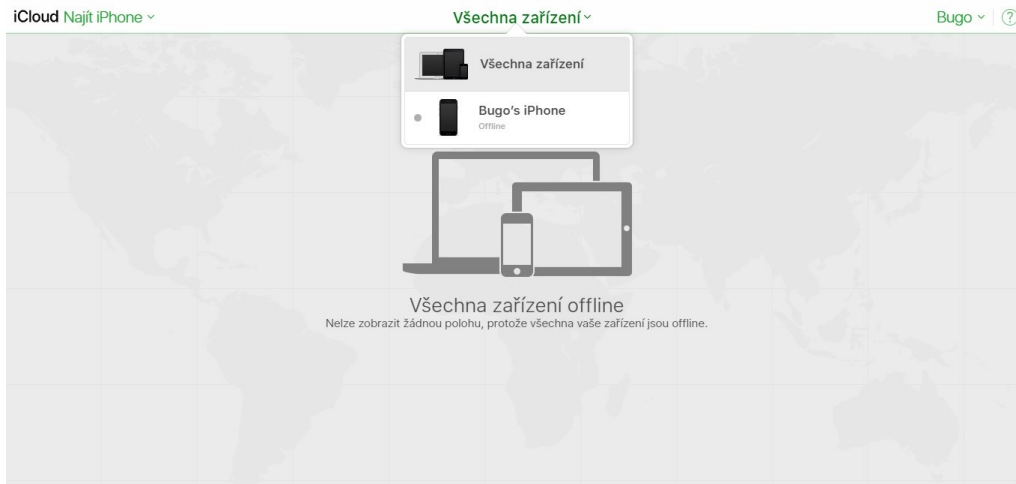 iCloud Najít iPhone
Všechna zařízení
Bugo
?
Všechna zařízení
Bugo's iPhone
Offline
Všechna zařízení offline
Nelze zobrazit žádnou polohu, protože všechna vaše zařízení jsou offline.